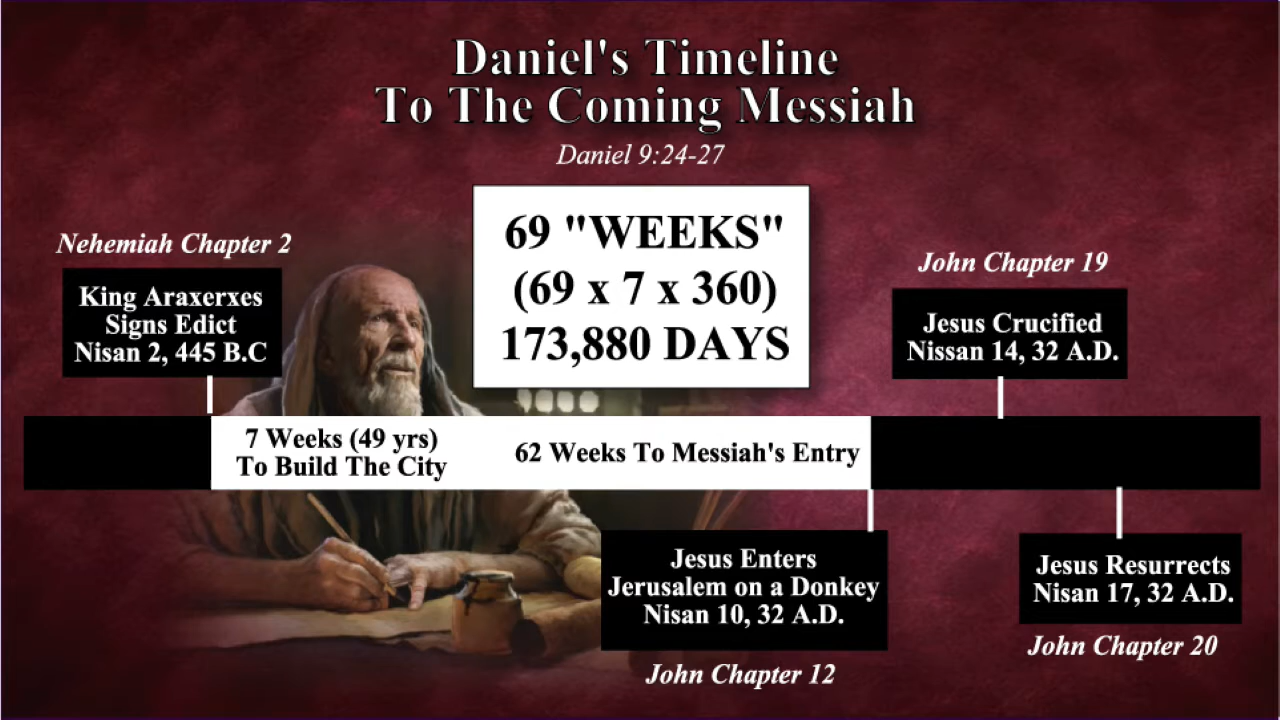 Daniel's Timeline
To The Coming Messiah
Daniel 9:24-27
69 "WEEKS"
(69 x 7 x 360)
173,880 DAYS
Nehemiah Chapter 2
King Araxerxes
Signs Edict
Nisan 2, 445 B.C
John Chapter 19
Jesus Crucified
Nissan 14, 32 A.D.
7 Weeks (49 yrs)
To Build The City
62 Weeks To Messiah's Entry
Jesus Enters
Jerusalem on a Donkey
Nisan 10, 32 A.D.
John Chapter 12
Jesus Resurrects
Nisan 17, 32 A.D.
John Chapter 20